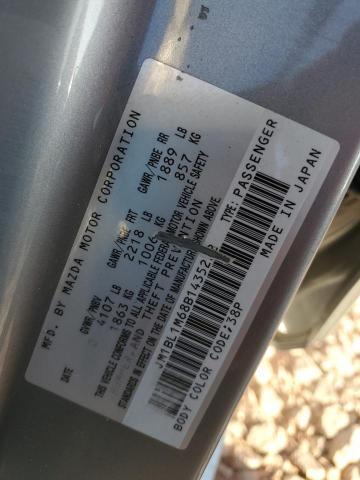 MFD. BY MAZDA MOTOR CORPORATION
DATE
GVWR/PNBV GAWR/PNBE FRT GAWR/PNBE RR
4107 LB 2218 LB 1889 LB
1863 KG 1006 KG 857 KG
THIS VEHICLE CONFORMS TO ALL APPLICABLE FEDERAL MOTOR VEHICLE SAFETY
AND THEFT PREVENTION
STANDARDS IN EFFECT ON THE DATE OF MANUFACTURE SHOWN ABOVE
JM1BL1M68B1435 TYPE: PASSENGER
BODY COLOR CODE;38P MADE IN JAPAN